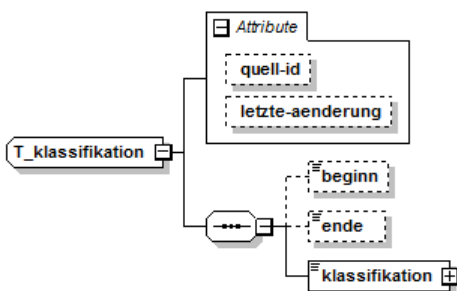 Attribute
quell-id
letzte-aenderung
T_klassifikation
beginn
ende
klassifikation